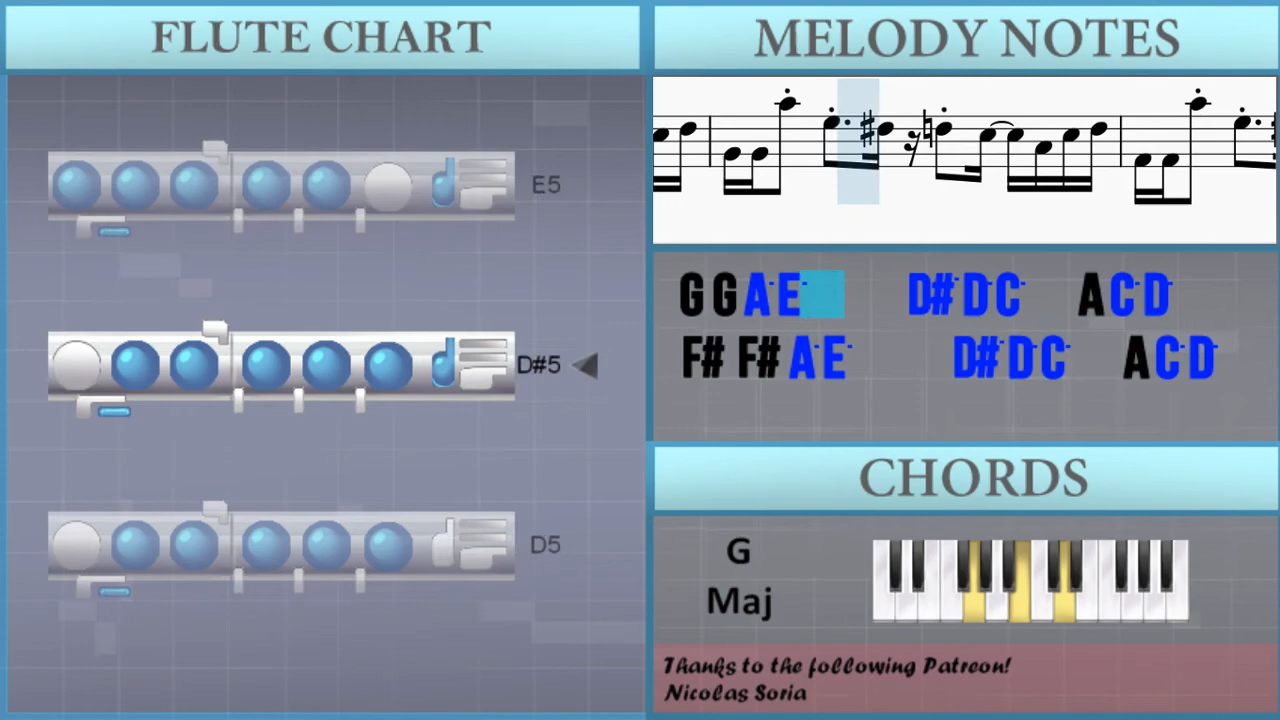 FLUTE CHART
E5
D#5
D5
MELODY NOTES
G G A- E- D#- D- C- A C- D-
F# F# A- E- D#- D- C- A C- D-
CHORDS
G
Maj
Thanks to the following Patreon!
Nicolas Soria